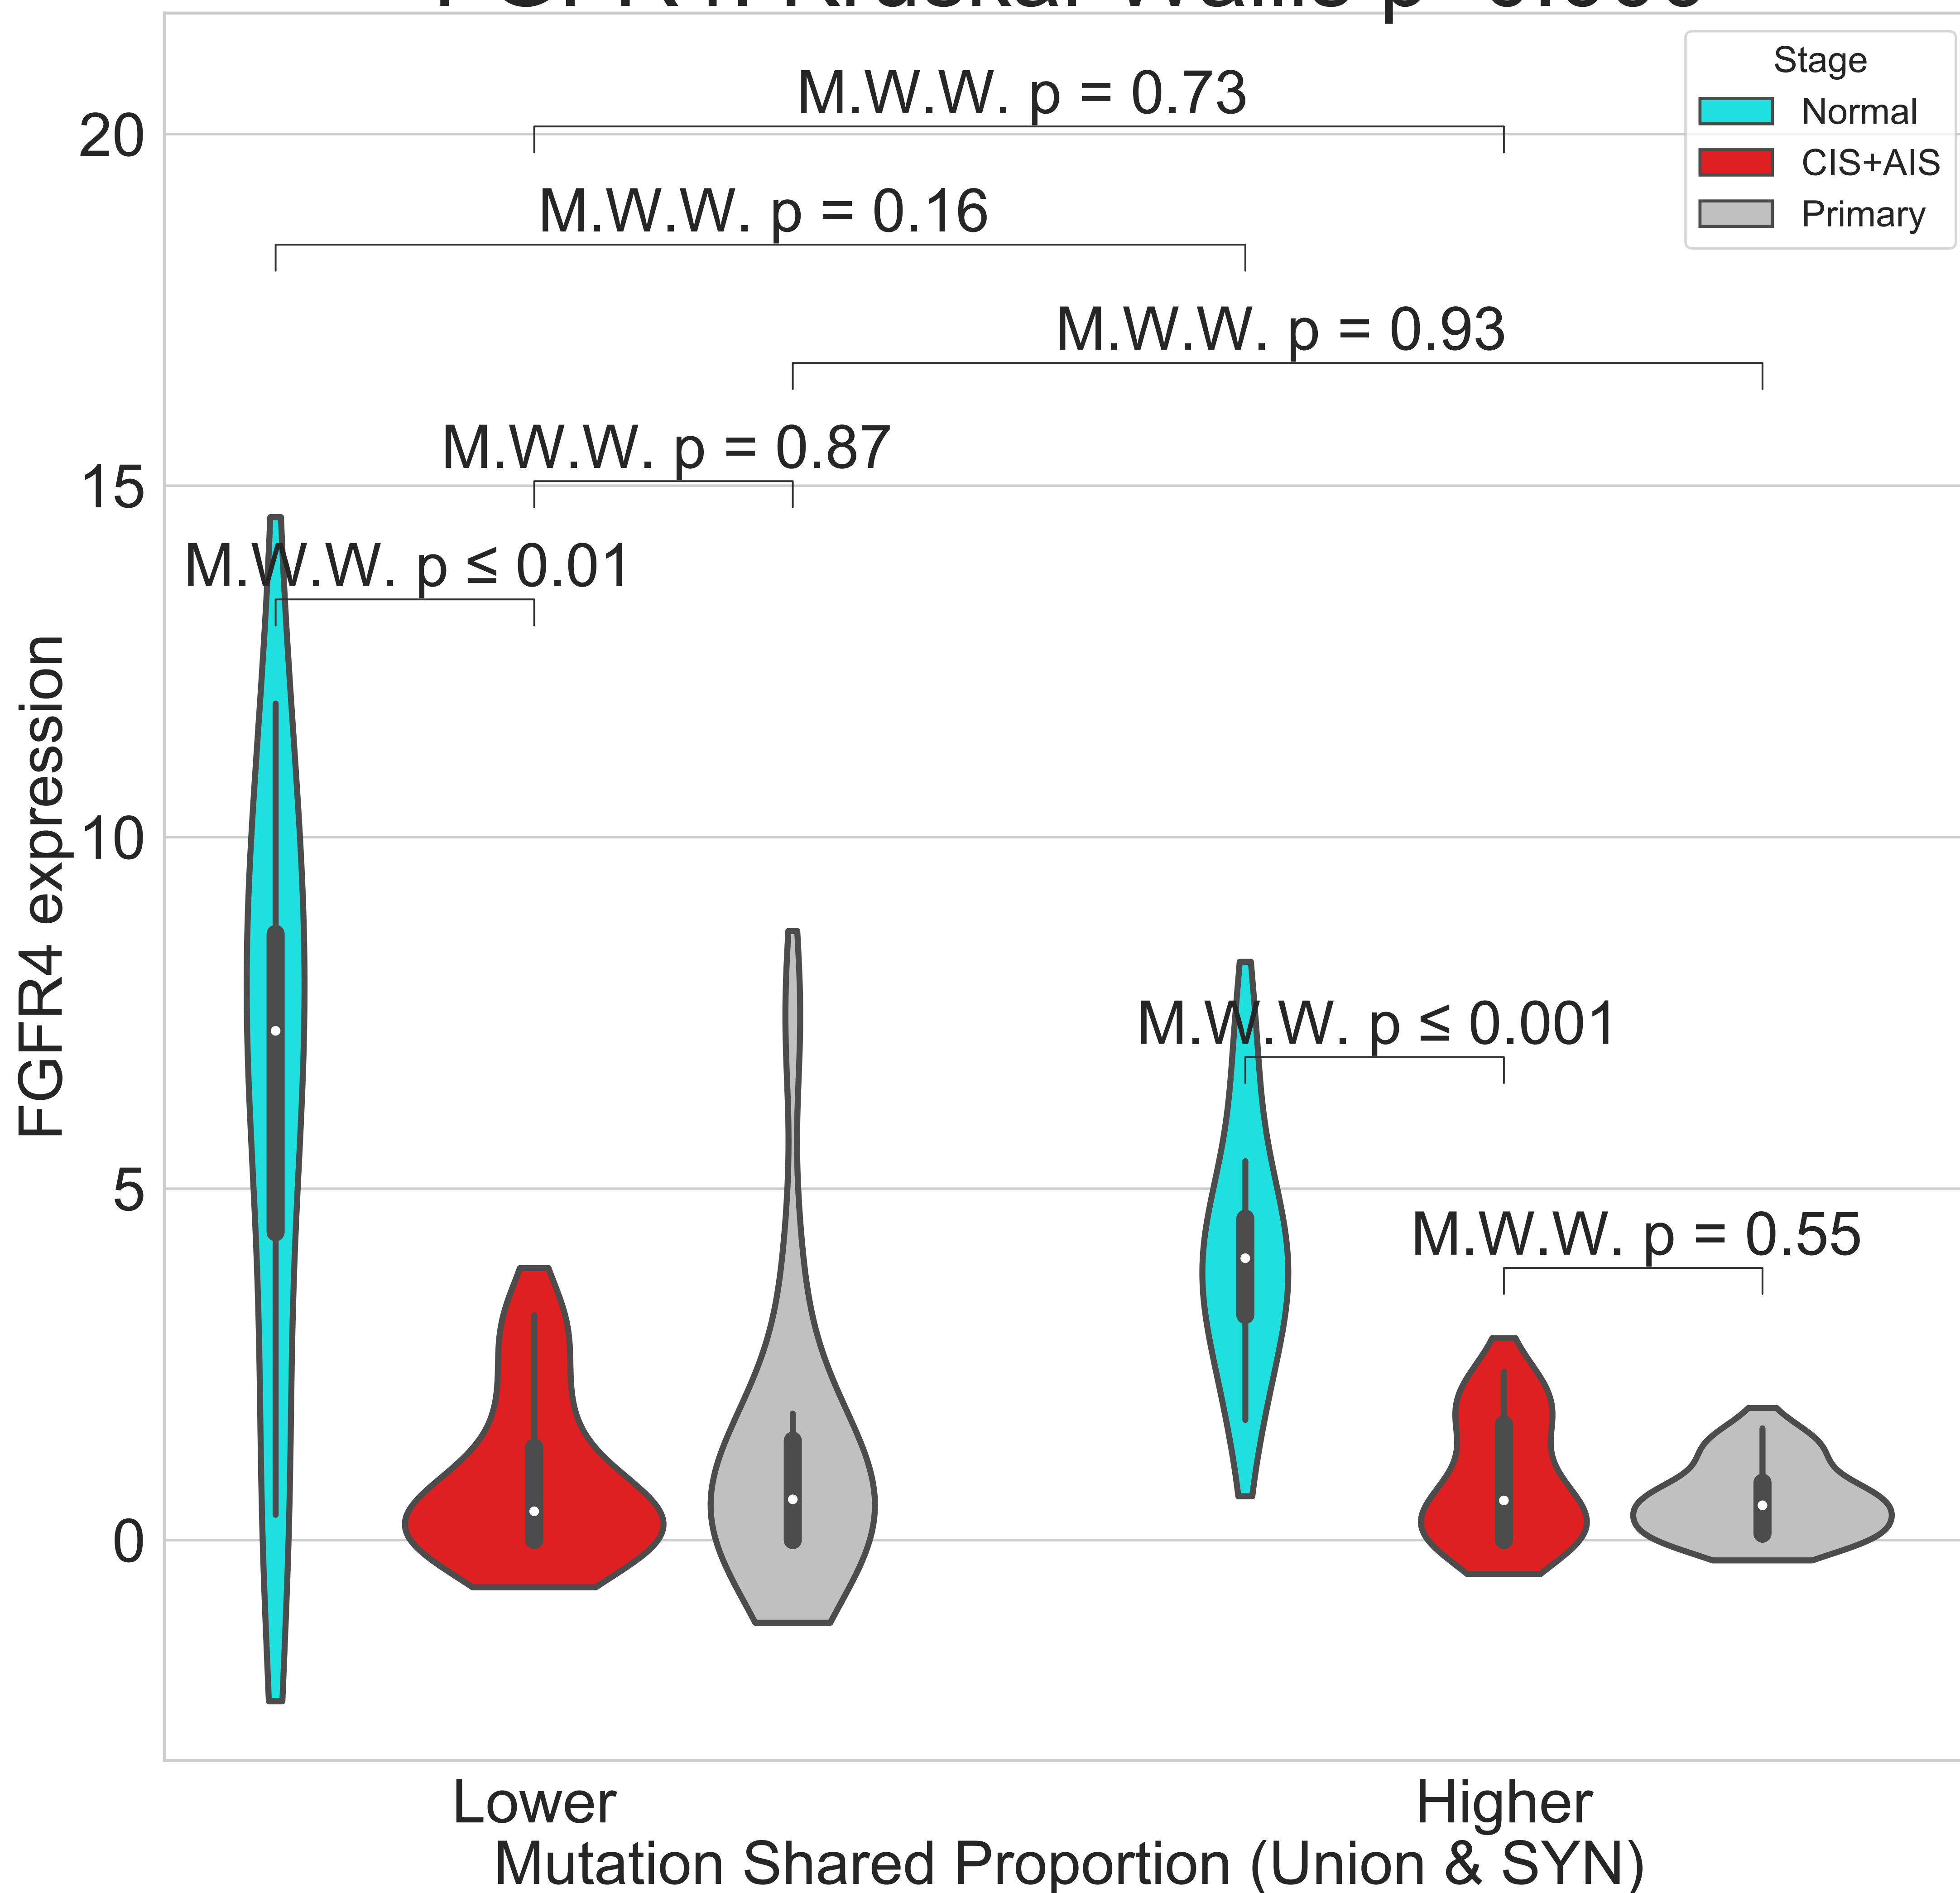 M.W.W. p = 0.73
Stage
Normal
CIS+AIS
Primary
20
M.W.W. p = 0.16
M.W.W. p = 0.93
M.W.W. p = 0.87
15
M.W.W. p ≤ 0.01
FGFR4 expression
10
M.W.W. p ≤ 0.001
5
M.W.W. p = 0.55
0
Lower
Higher
Mutation Shared Proportion (Union & SYN)